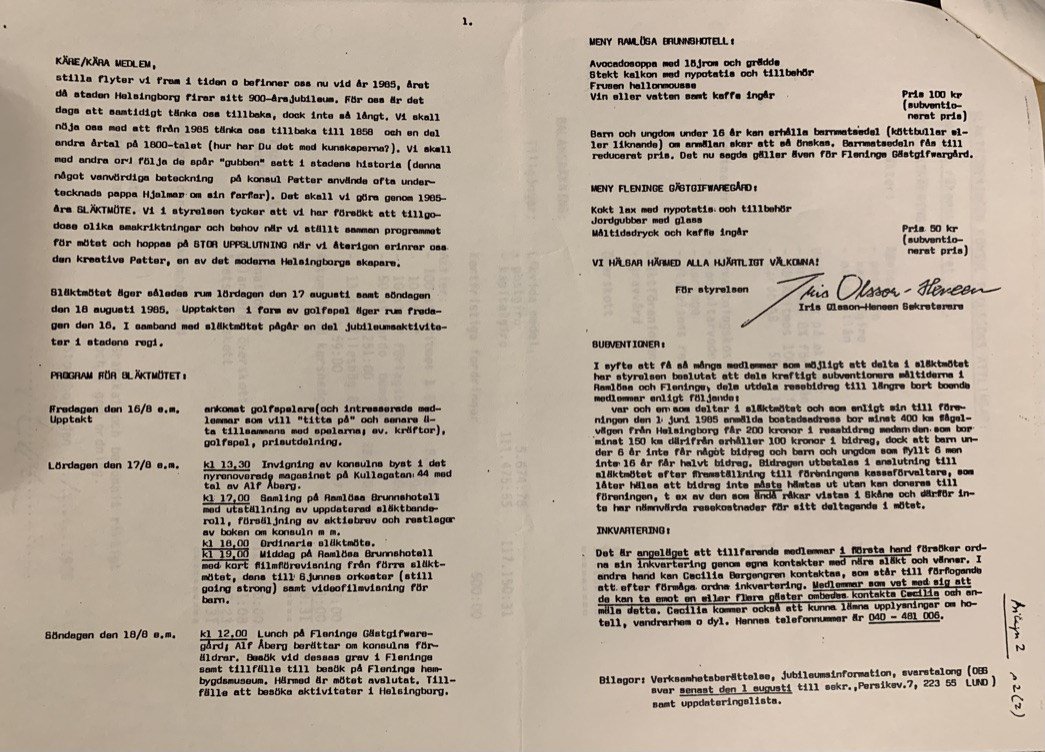 1.
KÄRE/KÄRA MEDLEM,
stilla flyter vi fram i tiden o befinner oss nu vid år 1985, året
då staden Helsingborg firar sitt 900-årsjubileum. För oss är det
dags att samtidigt tänka oss tillbaka, dock inte så långt. Vi skall
nöja oss med att från 1985 tänka oss tillbaka till 1858 och en del
andra årtal på 1800-talet (hur har Du det med kunskaperna?). Vi skall
med andra ord följa de spår "gubben" satt i stadens historia (denna
något vanvördiga beteckning på konsul Petter använde ofta under-
tecknads pappa Hjalmar om sin farfar). Det skall vi göra genom 1985-
års SLÄKTMÖTE. Vi i styrelsen tycker att vi har försökt att tillgo-
dose olika smakriktningar och behov när vi ställt samman programmet
för mötet och hoppas på STOR UPPSLUTNING när vi återigen erinrar oss
den kreative Petter, en av det moderna Helsingborgs skapare.
Släktmötet äger således rum lördagen den 17 augusti samt söndagen
den 18 augusti 1985. Upptakten i form av golfspel äger rum freda-
gen den 16. I samband med släktmötet pågår en del jubileumsaktivite-
ter i stadens regi.
PROGRAM FÖR SLÄKTMÖTET:
Fredagen den 16/8 e.m. ankomst golfspelare(och intresserade med-
Upptakt lemmar som vill "titta på" och senare ä-
ta tillsammans med spelarna; ev. kräftor),
golfspel, prisutdelning.
Lördagen den 17/8 e.m. kl 13,30 Invigning av konsulns byst i det
nyrenoverade magasinet på Kullagatan 44 med
tal av Alf Åberg.
kl 17,00 Samling på Ramlösa Brunnshotell
med utställning av uppdaterad släktbande-
roll, försäljning av aktiebrev och restlager
av boken om konsuln m m.
kl 18,00 Ordinarie släktmöte.
kl 19,00 Middag på Ramlösa Brunnshotell
med kort filmförevisning från förra släkt-
mötet, dans till Gjunnes orkester (still
going strong) samt videofilmvisning för
barn.
Söndagen den 18/8 e.m. kl 12,00 Lunch på Fleninge Gästgifvare-
gård; Alf Åberg berättar om konsulns för-
äldrar. Besök vid dessas grav i Fleninge
samt tillfälle till besök på Fleninge hem-
bygdsmuseum. Härmed är mötet avslutat. Till-
fälle att besöka aktiviteter i Helsingborg.
MENY RAMLÖSA BRUNNSHOTELL:
Avocadosoppa med löjrom och grädde
Stekt kalkon med nypotatis och tillbehör
Frusen hallonmousse
Vin eller vatten samt kaffe ingår Pris 100 kr
(subventio-
nerat pris)
Barn och ungdom under 16 år kan erhålla barnmatsedel (köttbullar el-
ler liknande) om anmälan sker att så önskas. Barnmatsedeln fås till
reducerat pris. Det nu sagda gäller även för Fleninge Gästgifvargård.
MENY FLENINGE GÄSTGIFWAREGÅRD:
Kokt lax med nypotatis och tillbehör
Jordgubbar med glass
Måltidsdryck och kaffe ingår Pris 50 kr
(subventio-
nerat pris)
VI HÄLSAR HÄRMED ALLA HJÄRTLIGT VÄLKOMNA!
För styrelsen Iris Olsson-Heneen
Iris Olsson-Heneen Sekreterare
SUBVENTIONER:
I syfte att få så många medlemmar som möjligt att delta i släktmötet
har styrelsen beslutat att dels kraftigt subventionera måltiderna i
Ramlösa och Fleninge, dels utdela resebidrag till längre bort boende
medlemmar enligt följande:
var och en som deltar i släktmötet och som enligt sin till före-
ningen den 1 juni 1985 anmälda bostadsadress bor minst 400 km fågel-
vägen från Helsingborg får 200 kronor i resebidrag medan den som bor
minst 150 km därifrån erhåller 100 kronor i bidrag, dock att barn un-
der 6 år inte får något bidrag och barn och ungdom som fyllt 6 men
inte 16 år får halvt bidrag. Bidragen utbetalas i anslutning till
släktmötet efter framställning till föreningens kassaförvaltare, som
låter hälsa att bidrag inte måste hämtas ut utan kan doneras till
föreningen, t ex av den som ändå råkar vistas i Skåne och därför in-
te har nämnvärda resekostnader för sitt deltagande i mötet.
INKVARTERING:
Det är angeläget att tillfarande medlemmar i första hand försöker ord-
na sin inkvartering genom egna kontakter med nära släkt och vänner. I
andra hand kan Cecilia Bergengren kontaktas, som står till förfogande
att efter förmåga ordna inkvartering. Medlemmar som vet med sig att
de kan ta emot en eller flera gäster ombedes kontakta Cecilia och an-
mäla detta. Cecilia kommer också att kunna lämna upplysningar om ho-
tell, vandrarhem o dyl. Hennes telefonnummer är 040 - 461 006.
Bilagor: Verksamhetsberättelse, jubileumsinformation, svarstalong (OBS
svar senast den 1 augusti till sekr.,Persikev.7, 223 55 LUND )
samt uppdateringslista.
Bilaga 2
s 2(2)